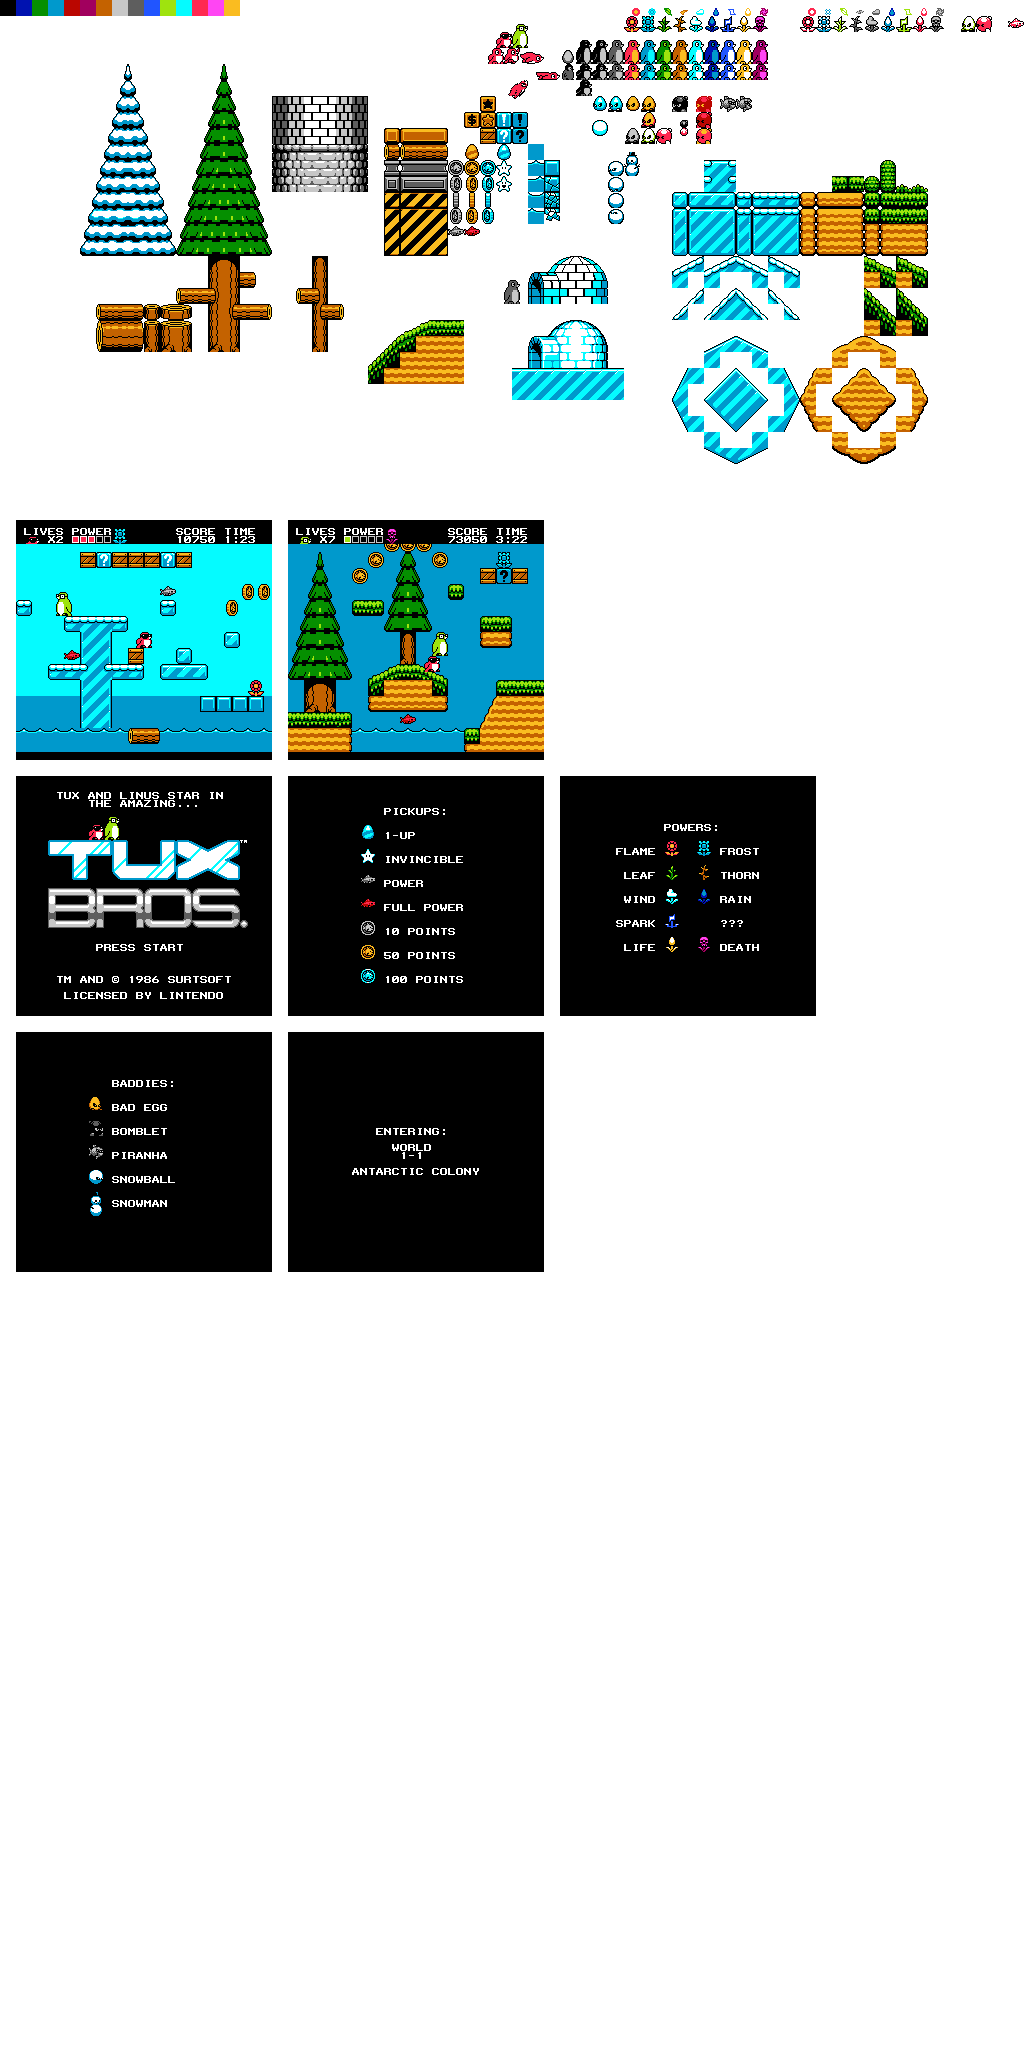 $ ! !
? ?
LIVES POWER SCORE TIME
X2 10750 1:23
? ?
LIVES POWER SCORE TIME
X7 73050 3:22
?
TUX AND LINUS STAR IN
THE AMAZING...
TUX™
BROS.
PRESS START
TM AND © 1986 SURTSOFT
LICENSED BY LINTENDO
PICKUPS:
1-UP
INVINCIBLE
POWER
FULL POWER
10 POINTS
50 POINTS
100 POINTS
POWERS:
FLAME FROST
LEAF THORN
WIND RAIN
SPARK ???
LIFE DEATH
BADDIES:
BAD EGG
BOMBLET
PIRANHA
SNOWBALL
SNOWMAN
ENTERING:
WORLD
1-1
ANTARCTIC COLONY